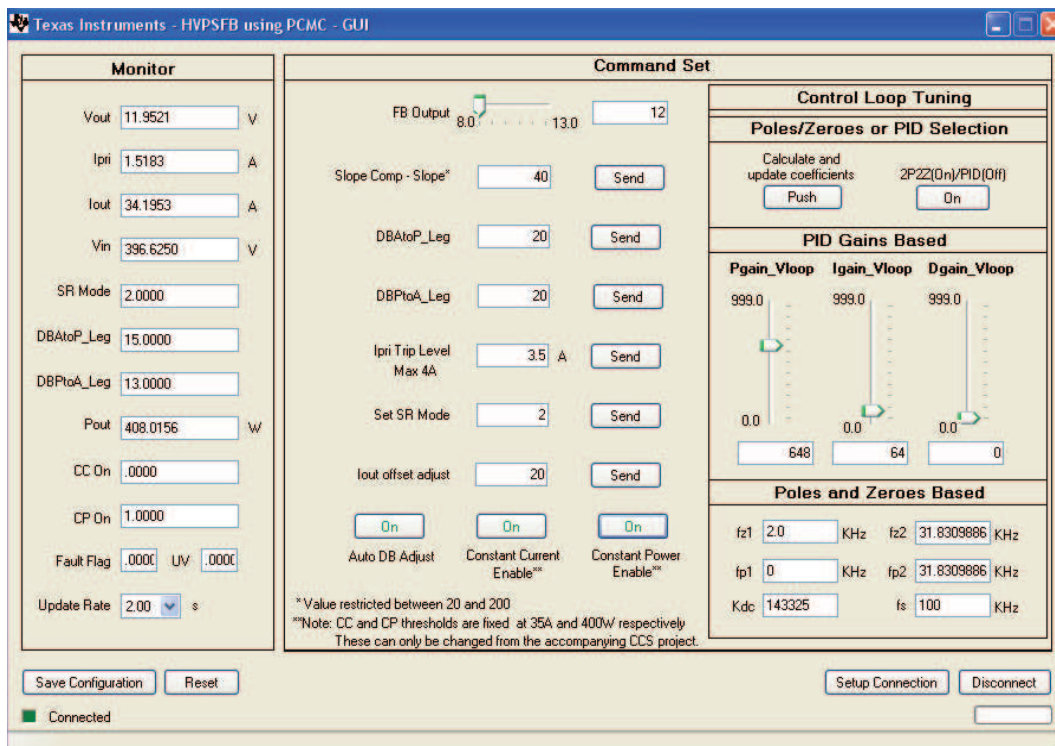 Texas Instruments - HVPSFB using PCMC - GUI
Monitor
Vout 11.9521 V
Ipri 1.5183 A
Iout 34.1953 A
Vin 396.6250 V
SR Mode 2.0000
DBAtoP_Leg 15.0000
DBPtoA_Leg 13.0000
Pout 408.0156 W
CC On .0000
CP On 1.0000
Fault Flag .000( UV .000(
Update Rate 2.00 s
Command Set
FB Output 8.0 13.0 12
Slope Comp - Slope* 40 Send
DBAtoP_Leg 20 Send
DBPtoA_Leg 20 Send
Ipri Trip Level 3.5 A Send
Max 4A
Set SR Mode 2 Send
Iout offset adjust 20 Send
On On On
Auto DB Adjust Constant Current Constant Power
Enable** Enable**
* Value restricted between 20 and 200
**Note: CC and CP thresholds are fixed at 35A and 400W respectively
These can only be changed from the accompanying CCS project.
Control Loop Tuning
Poles/Zeroes or PID Selection
Calculate and
update coefficients 2P2Z(On)/PID(Off)
Push On
PID Gains Based
Pgain_Vloop Igain_Vloop Dgain_Vloop
999.0 999.0 999.0
0.0 0.0 0.0
648 64 0
Poles and Zeroes Based
fz1 2.0 KHz fz2 31.8309886 KHz
fp1 0 KHz fp2 31.8309886 KHz
Kdc 143325 fs 100 KHz
Save Configuration Reset Setup Connection Disconnect
Connected